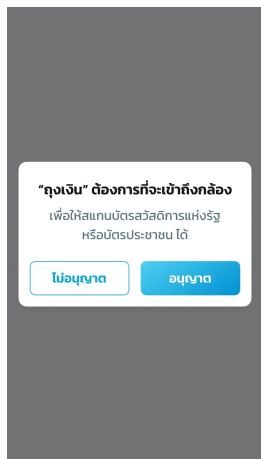 “ถุงเงิน” ต้องการที่จะเข้าถึงกล้อง
เพื่อให้สแกนบัตรสวัสดิการแห่งรัฐ
หรือบัตรประชาชน ได้
ไม่อนุญาต
อนุญาต